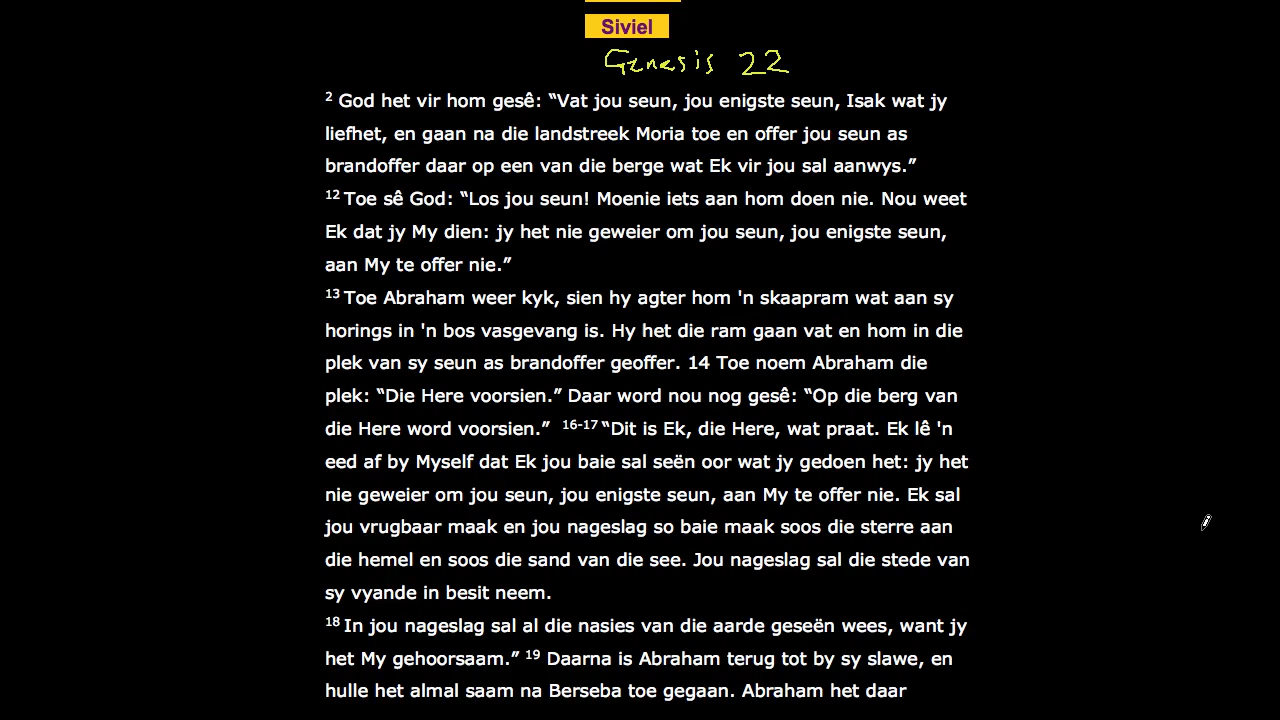 Siviel
Genesis 22
2 God het vir hom gesê: “Vat jou seun, jou enigste seun, Isak wat jy
liefhet, en gaan na die landstreek Moria toe en offer jou seun as
brandoffer daar op een van die berge wat Ek vir jou sal aanwys.”
12 Toe sê God: “Los jou seun! Moenie iets aan hom doen nie. Nou weet
Ek dat jy My dien: jy het nie geweier om jou seun, jou enigste seun,
aan My te offer nie.”
13 Toe Abraham weer kyk, sien hy agter hom 'n skaapram wat aan sy
horings in 'n bos vasgevang is. Hy het die ram gaan vat en hom in die
plek van sy seun as brandoffer geoffer. 14 Toe noem Abraham die
plek: “Die Here voorsien.” Daar word nou nog gesê: “Op die berg van
die Here word voorsien.” 16-17 “Dit is Ek, die Here, wat praat. Ek lê 'n
eed af by Myself dat Ek jou baie sal seën oor wat jy gedoen het: jy het
nie geweier om jou seun, jou enigste seun, aan My te offer nie. Ek sal
jou vrugbaar maak en jou nageslag so baie maak soos die sterre aan
die hemel en soos die sand van die see. Jou nageslag sal die stede van
sy vyande in besit neem.
18 In jou nageslag sal al die nasies van die aarde geseën wees, want jy
het My gehoorsaam.” 19 Daarna is Abraham terug tot by sy slawe, en
hulle het almal saam na Berseba toe gegaan. Abraham het daar